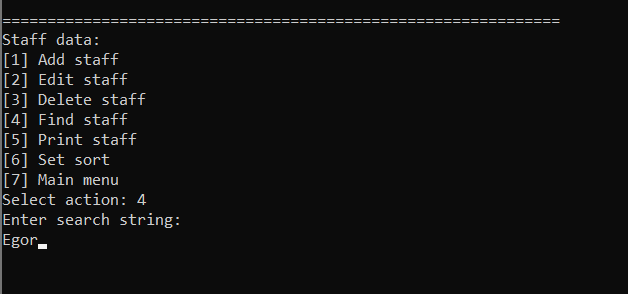 ==============================================================
Staff data:
[1] Add staff
[2] Edit staff
[3] Delete staff
[4] Find staff
[5] Print staff
[6] Set sort
[7] Main menu
Select action: 4
Enter search string:
Egor